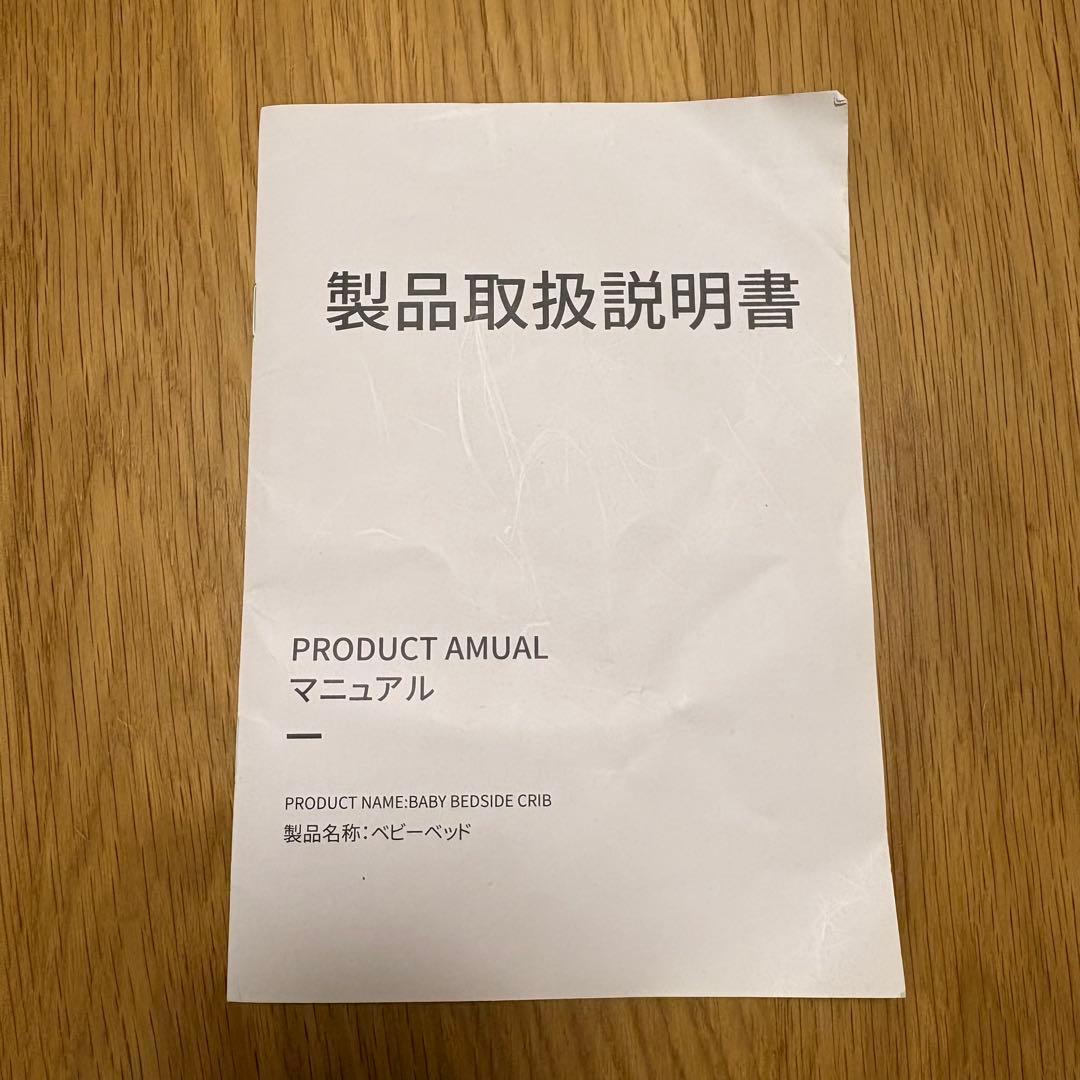 製品取扱説明書
PRODUCT AMUAL
マニュアル
PRODUCT NAME:BABY BEDSIDE CRIB
製品名称：ベビーベッド